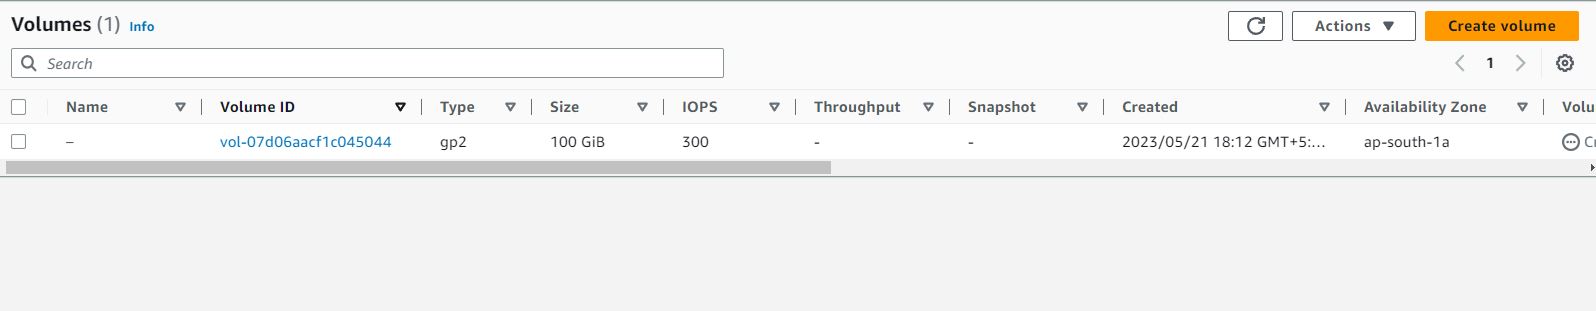 Volumes (1) Info
Actions Create volume
Search
1
Name Volume ID Type Size IOPS Throughput Snapshot Created Availability Zone Volu
– vol-07d06aacf1c045044 gp2 100 GiB 300 - - 2023/05/21 18:12 GMT+5:... ap-south-1a Cr